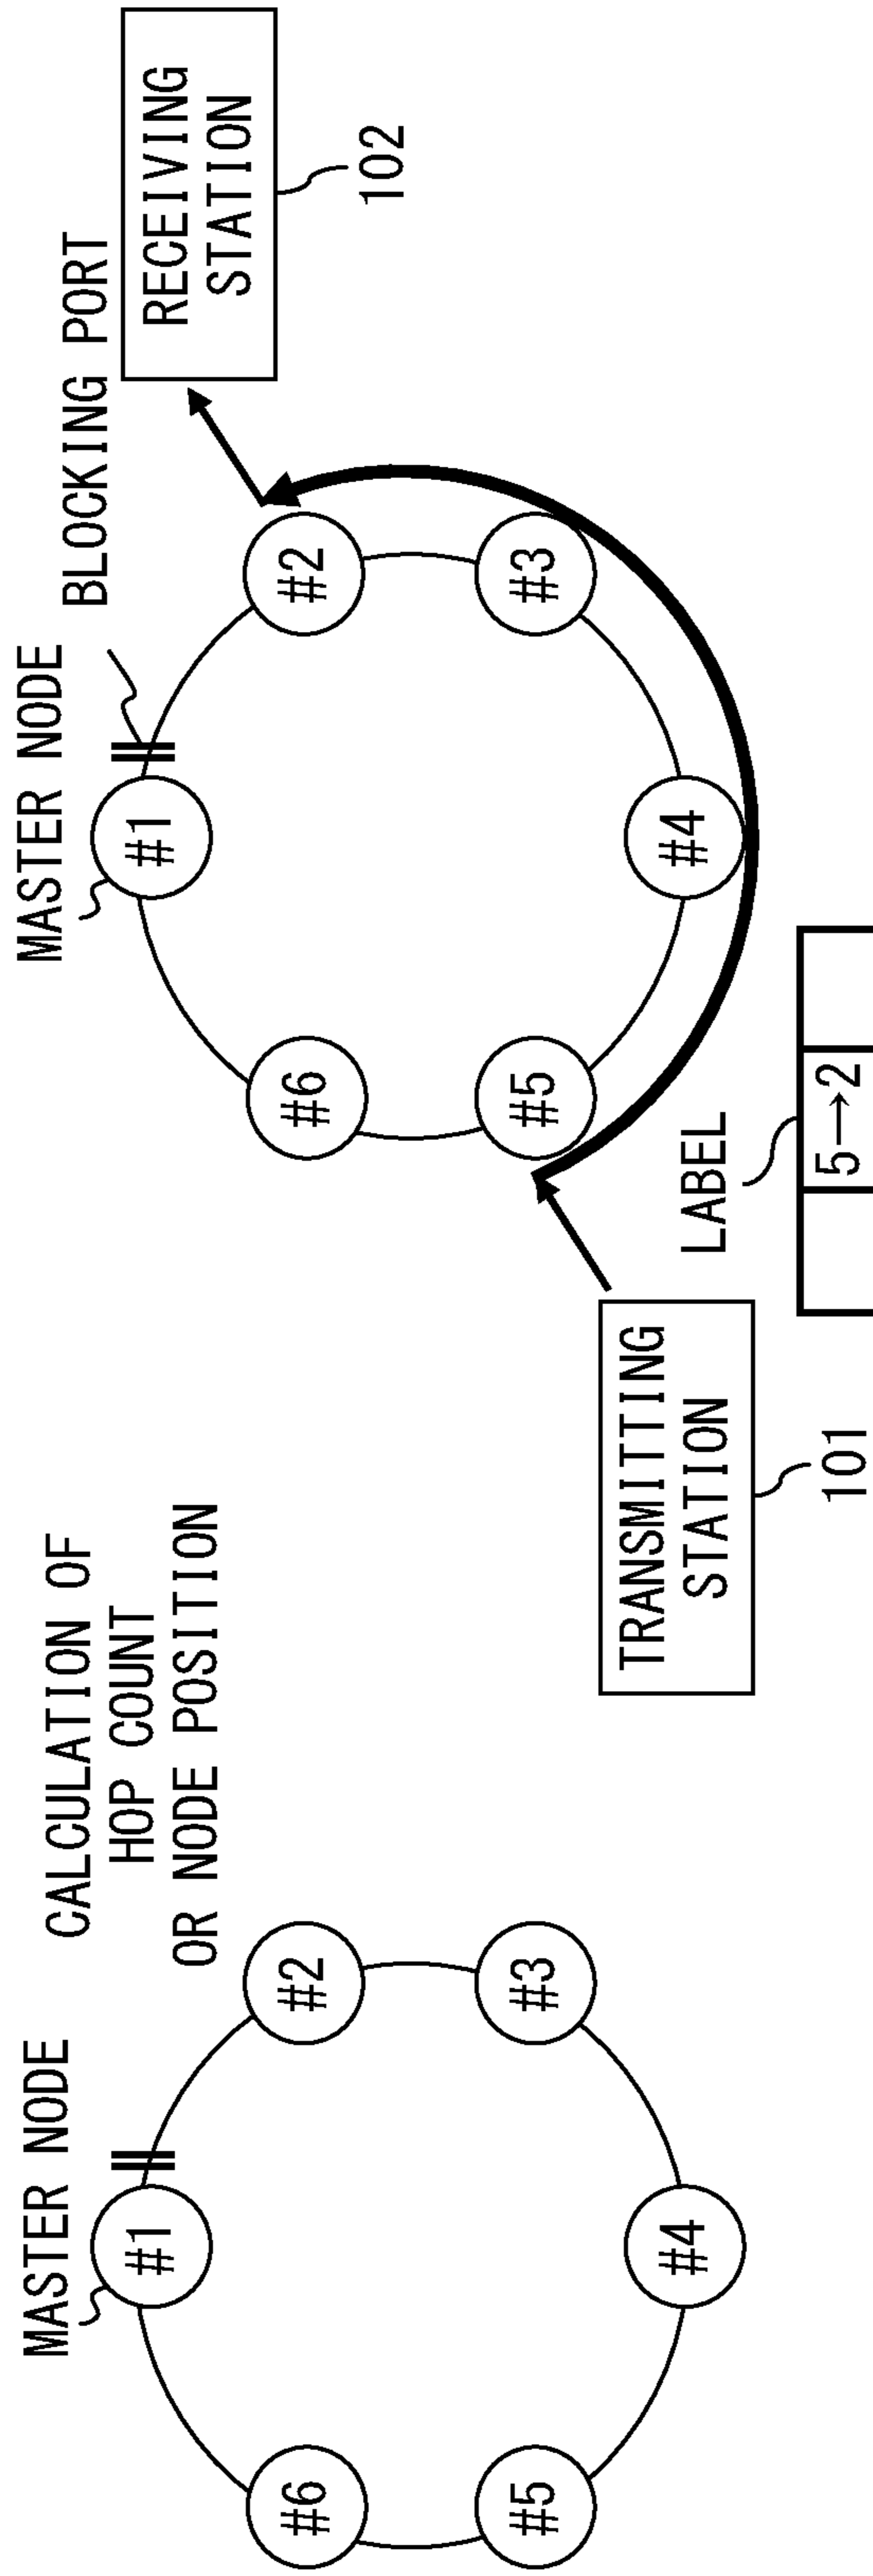 MASTER NODE
#1
#2
#3
#4
#5
#6
CALCULATION OF
HOP COUNT
OR NODE POSITION
MASTER NODE
BLOCKING PORT
#1
#2
#3
#4
#5
#6
RECEIVING
STATION
102
TRANSMITTING
STATION
101
LABEL
5→2